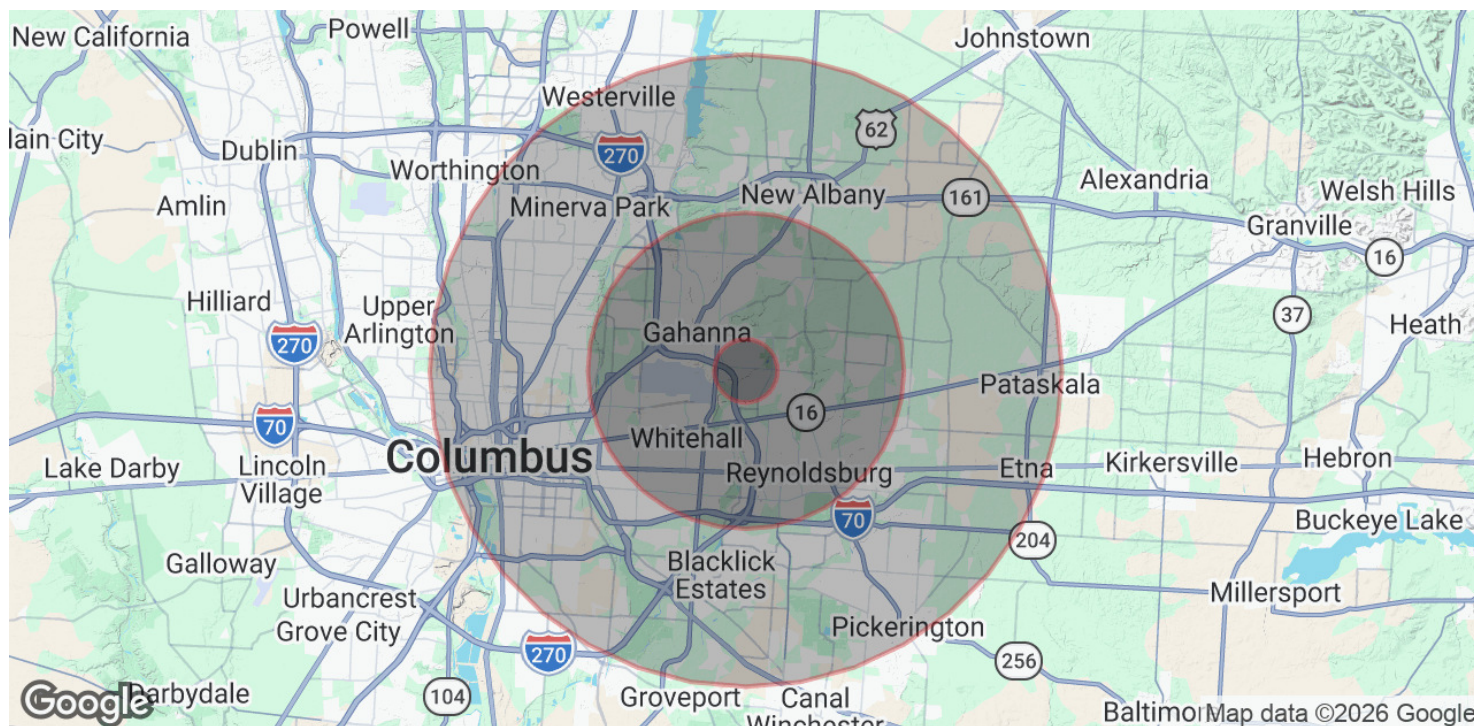 New California
Powell
Johnstown
Westerville
62
lain City
Dublin
270
Worthington
Alexandria
New Albany
161
Welsh Hills
Amlin
Minerva Park
Granville
16
Hilliard
Upper
Arlington
37
Gahanna
Heath
270
Pataskala
16
70
Whitehall
Columbus
Lake Darby
Lincoln
Village
Reynoldsburg
Etna
Kirkersville
Hebron
70
Buckeye Lake
204
Galloway
Blacklick
Estates
Urbancrest
Millersport
Grove City
Pickerington
270
256
Darbydale
104
Groveport
Canal
Winchester
Google
Baltimor
Map data ©2026 Google